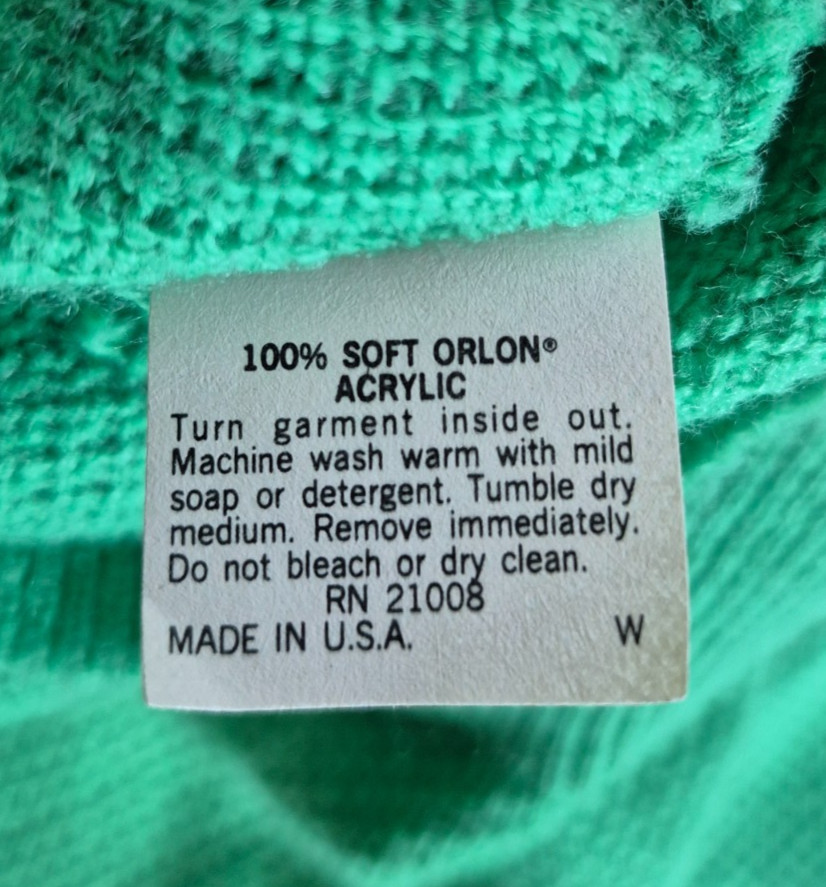 100% SOFT ORLON®
ACRYLIC
Turn garment inside out.
Machine wash warm with mild
soap or detergent. Tumble dry
medium. Remove immediately.
Do not bleach or dry clean.
RN 21008
MADE IN U.S.A. W